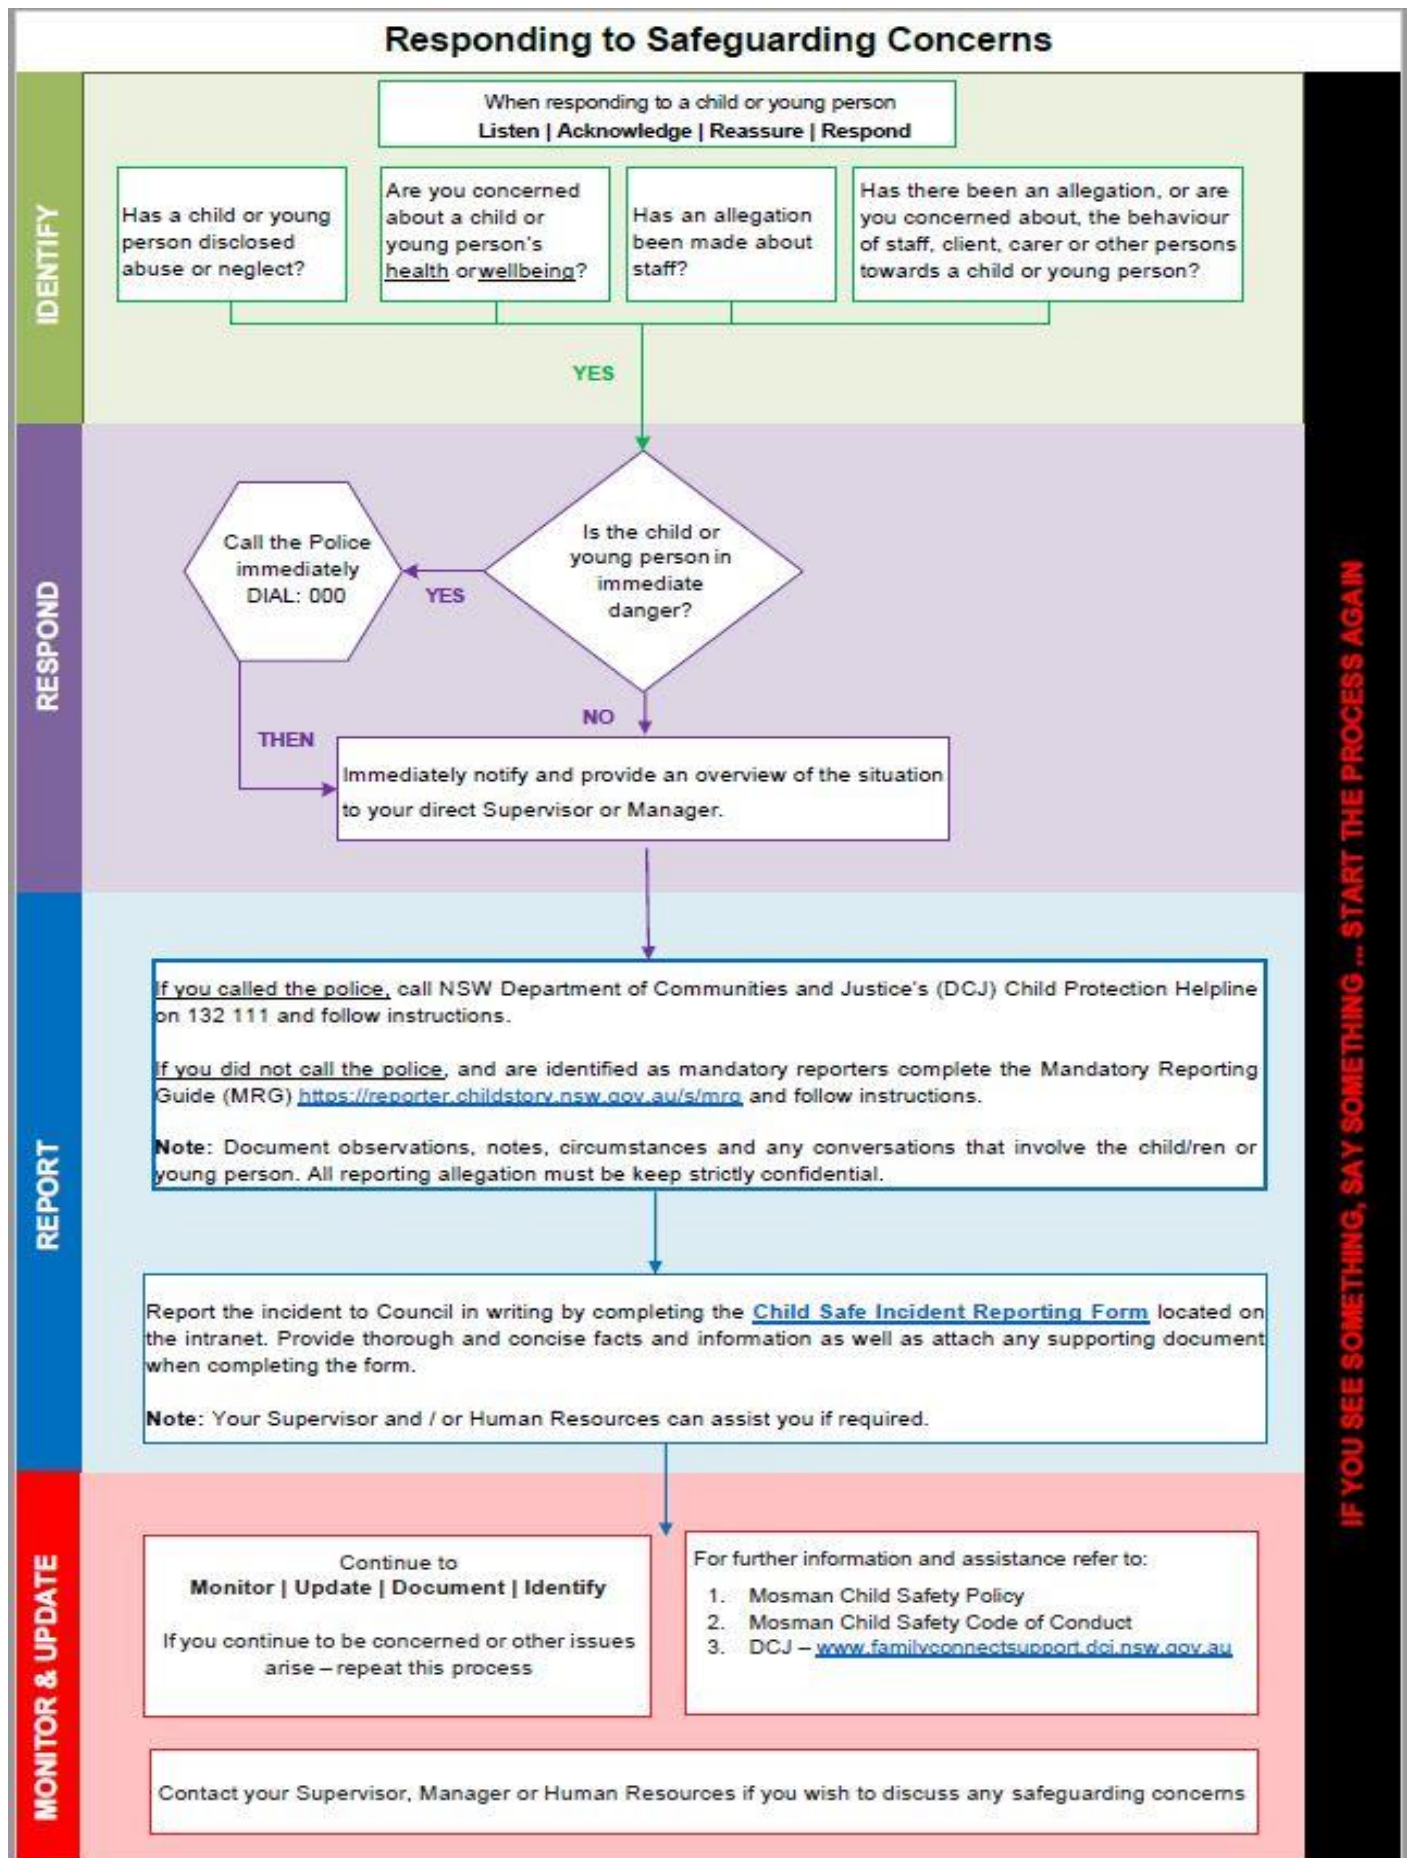 Responding to Safeguarding Concerns
IDENTIFY
When responding to a child or young person
Listen | Acknowledge | Reassure | Respond
Has a child or young
person disclosed
abuse or neglect?
Are you concerned
about a child or
young person's
health orwellbeing?
Has an allegation
been made about
staff?
Has there been an allegation, or are
you concerned about, the behaviour
of staff, client, carer or other persons
towards a child or young person?
YES
RESPOND
Is the child or
young person in
immediate
danger?
YES
Call the Police
immediately
DIAL: 000
NO
THEN
Immediately notify and provide an overview of the situation
to your direct Supervisor or Manager.
REPORT
If you called the police, call NSW Department of Communities and Justice's (DCJ) Child Protection Helpline
on 132 111 and follow instructions.
If you did not call the police, and are identified as mandatory reporters complete the Mandatory Reporting
Guide (MRG) https://reporter.childstory.nsw.gov.au/s/mrg and follow instructions.
Note: Document observations, notes, circumstances and any conversations that involve the child/ren or
young person. All reporting allegation must be keep strictly confidential.
Report the incident to Council in writing by completing the Child Safe Incident Reporting Form located on
the intranet. Provide thorough and concise facts and information as well as attach any supporting document
when completing the form.
Note: Your Supervisor and / or Human Resources can assist you if required.
MONITOR & UPDATE
Continue to
Monitor | Update | Document | Identify
If you continue to be concerned or other issues
arise – repeat this process
For further information and assistance refer to:
1. Mosman Child Safety Policy
2. Mosman Child Safety Code of Conduct
3. DCJ – www.familyconnectsupport.dcj.nsw.gov.au
Contact your Supervisor, Manager or Human Resources if you wish to discuss any safeguarding concerns
IF YOU SEE SOMETHING, SAY SOMETHING ... START THE PROCESS AGAIN